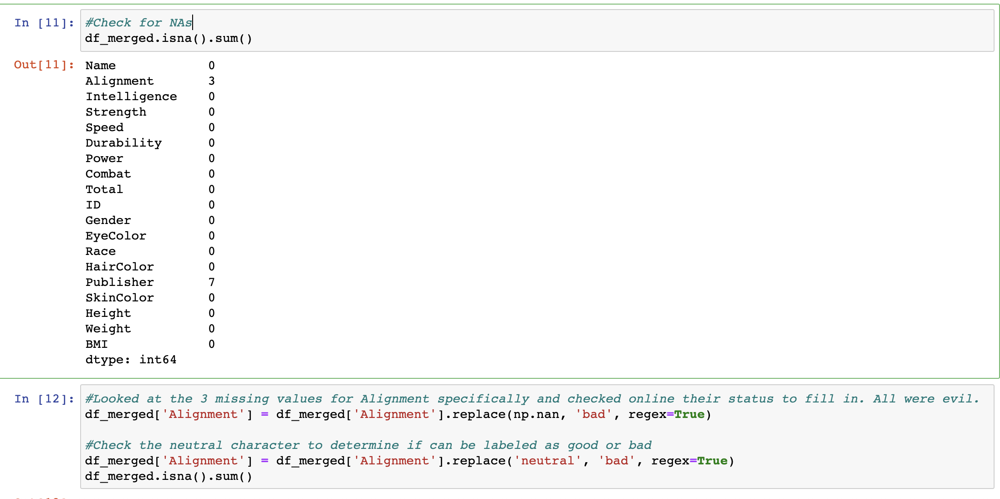 In [11]: #Check for NAs
df_merged.isna().sum()
Out[11]: Name 0
Alignment 3
Intelligence 0
Strength 0
Speed 0
Durability 0
Power 0
Combat 0
Total 0
ID 0
Gender 0
EyeColor 0
Race 0
HairColor 0
Publisher 7
SkinColor 0
Height 0
Weight 0
BMI 0
dtype: int64
In [12]: #Looked at the 3 missing values for Alignment specifically and checked online their status to fill in. All were evil.
df_merged['Alignment'] = df_merged['Alignment'].replace(np.nan, 'bad', regex=True)
#Check the neutral character to determine if can be labeled as good or bad
df_merged['Alignment'] = df_merged['Alignment'].replace('neutral', 'bad', regex=True)
df_merged.isna().sum()